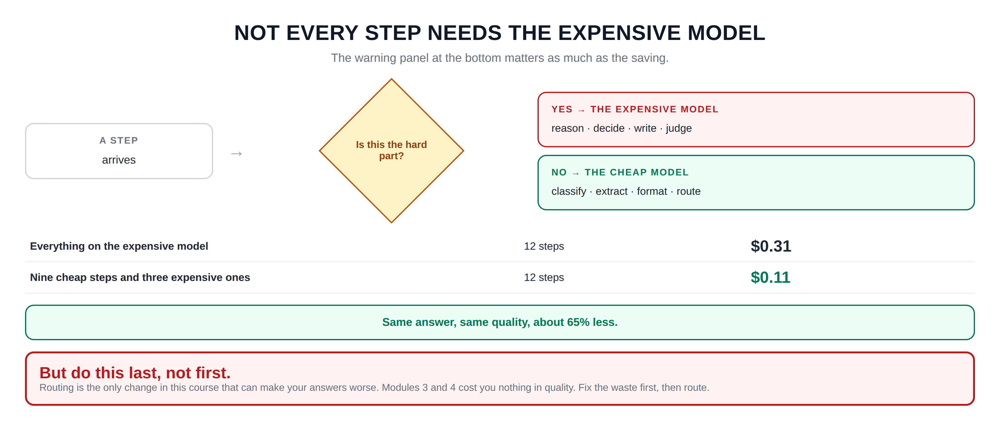 NOT EVERY STEP NEEDS THE EXPENSIVE MODEL
The warning panel at the bottom matters as much as the saving.
A STEP
arrives
→
Is this the hard
part?
YES → THE EXPENSIVE MODEL
reason · decide · write · judge
NO → THE CHEAP MODEL
classify · extract · format · route
Everything on the expensive model 12 steps $0.31
Nine cheap steps and three expensive ones 12 steps $0.11
Same answer, same quality, about 65% less.
But do this last, not first.
Routing is the only change in this course that can make your answers worse. Modules 3 and 4 cost you nothing in quality. Fix the waste first, then route.